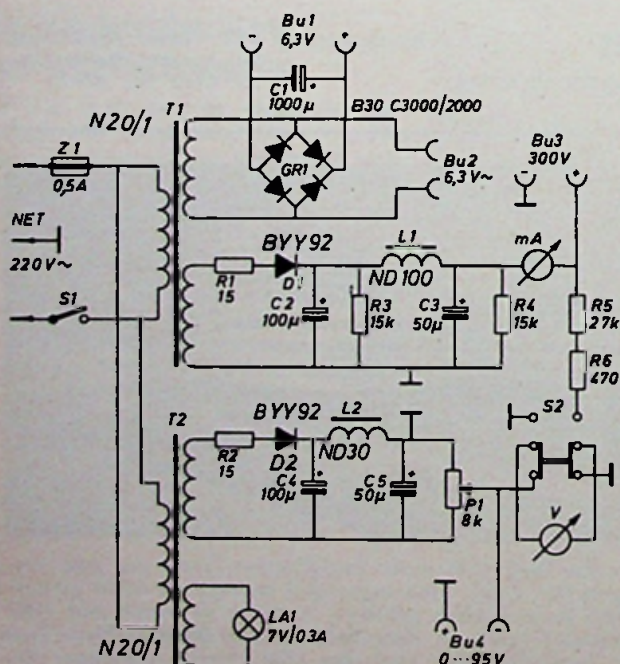 Bu1
6,3V
- +
C1 +
1000µ
B30 C3000/2000
N20/1
T1
Z1
0,5A
GR1
Bu2
6,3V~
Bu3
300V
- +
NET
220V~
BYY92
L1
mA
R1
15
D1
ND100
S1
C2 +
100µ
R3
15k
C3 +
50µ
R4
15k
R5
27k
R6
470
S2
T2
BYY92
L2
R2
15
D2
ND30
C4 +
100µ
C5 +
50µ
P1
8k
V
LA1
7V/0.3A
+ -
Bu4
0...95V
N20/1